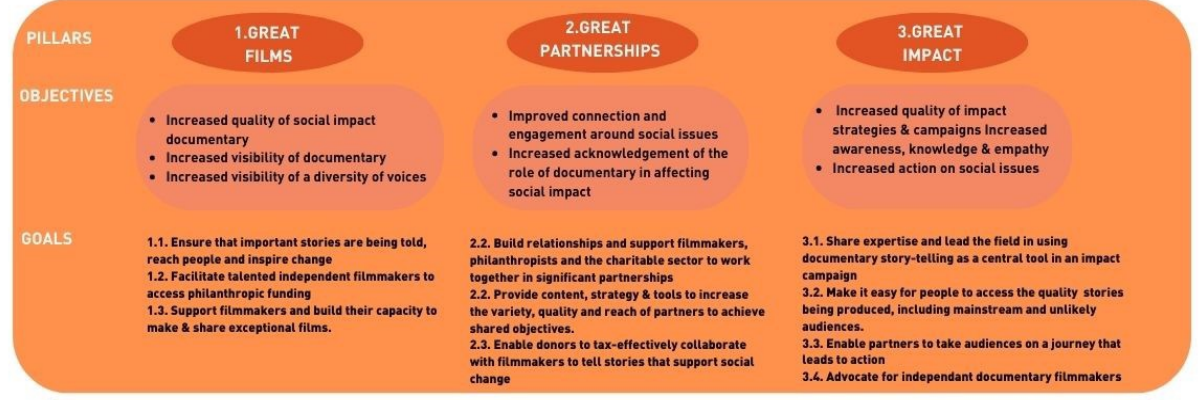 PILLARS
1.GREAT
FILMS
2.GREAT
PARTNERSHIPS
3.GREAT
IMPACT
OBJECTIVES
• Increased quality of social impact
documentary
• Increased visibility of documentary
• Increased visibility of a diversity of voices
• Improved connection and
engagement around social issues
• Increased acknowledgement of the
role of documentary in affecting
social impact
• Increased quality of impact
strategies & campaigns Increased
awareness, knowledge & empathy
• Increased action on social issues
GOALS
1.1. Ensure that important stories are being told,
reach people and inspire change
1.2. Facilitate talented independent filmmakers to
access philanthropic funding
1.3. Support filmmakers and build their capacity to
make & share exceptional films.
2.2. Build relationships and support filmmakers,
philanthropists and the charitable sector to work
together in significant partnerships
2.2. Provide content, strategy & tools to increase
the variety, quality and reach of partners to achieve
shared objectives.
2.3. Enable donors to tax-effectively collaborate
with filmmakers to tell stories that support social
change
3.1. Share expertise and lead the field in using
documentary story-telling as a central tool in an impact
campaign
3.2. Make it easy for people to access the quality stories
being produced, including mainstream and unlikely
audiences.
3.3. Enable partners to take audiences on a journey that
leads to action
3.4. Advocate for independant documentary filmmakers